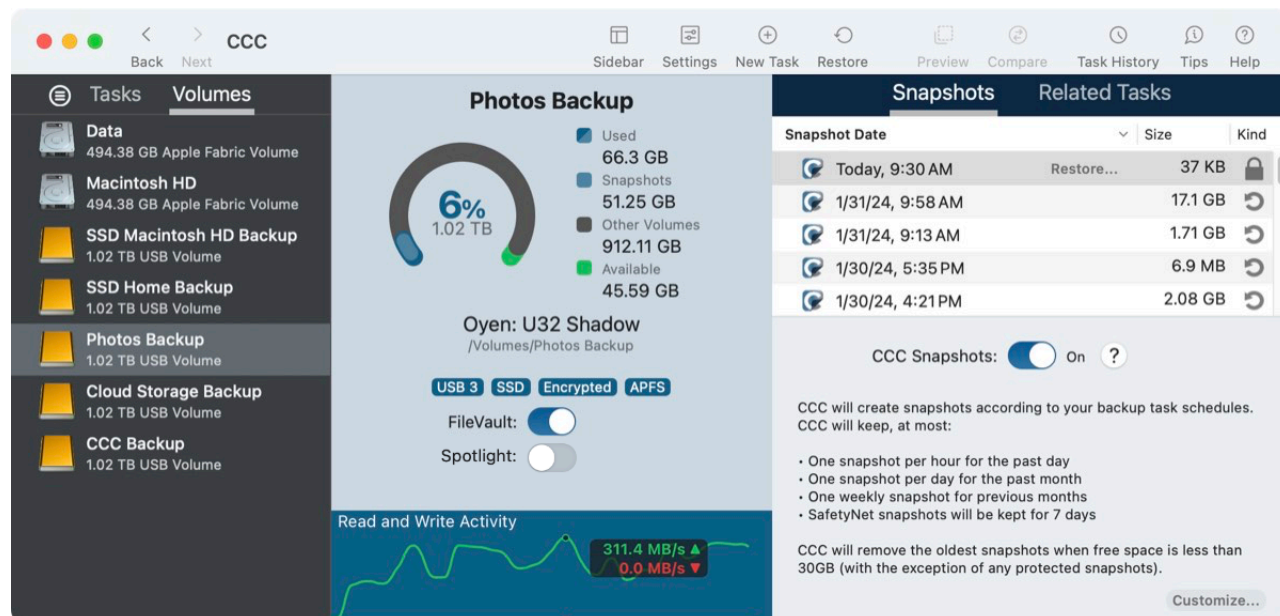 CCC
Back
Next
Sidebar
Settings
New Task
Restore
Preview
Compare
Task History
Tips
Help
Tasks
Volumes
Data
494.38 GB Apple Fabric Volume
Macintosh HD
494.38 GB Apple Fabric Volume
SSD Macintosh HD Backup
1.02 TB USB Volume
SSD Home Backup
1.02 TB USB Volume
Photos Backup
1.02 TB USB Volume
Cloud Storage Backup
1.02 TB USB Volume
CCC Backup
1.02 TB USB Volume
Photos Backup
6%
1.02 TB
Used
66.3 GB
Snapshots
51.25 GB
Other Volumes
912.11 GB
Available
45.59 GB
Oyen: U32 Shadow
/Volumes/Photos Backup
USB 3 SSD Encrypted APFS
FileVault:
Spotlight:
Read and Write Activity
311.4 MB/s
0.0 MB/s
Snapshots
Related Tasks
Snapshot Date Size Kind
Today, 9:30 AM Restore... 37 KB
1/31/24, 9:58 AM 17.1 GB
1/31/24, 9:13 AM 1.71 GB
1/30/24, 5:35 PM 6.9 MB
1/30/24, 4:21 PM 2.08 GB
CCC Snapshots: On ?
CCC will create snapshots according to your backup task schedules.
CCC will keep, at most:
• One snapshot per hour for the past day
• One snapshot per day for the past month
• One weekly snapshot for previous months
• SafetyNet snapshots will be kept for 7 days
CCC will remove the oldest snapshots when free space is less than
30GB (with the exception of any protected snapshots).
Customize...